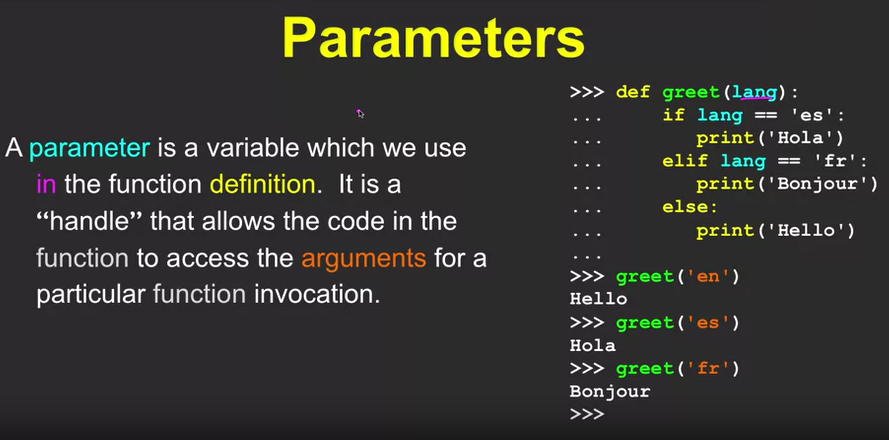 Parameters
A parameter is a variable which we use
in the function definition.  It is a
“handle” that allows the code in the
function to access the arguments for a
particular function invocation.
>>> def greet(lang):
...     if lang == 'es':
...        print('Hola')
...     elif lang == 'fr':
...        print('Bonjour')
...     else:
...        print('Hello')
...
>>> greet('en')
Hello
>>> greet('es')
Hola
>>> greet('fr')
Bonjour
>>>